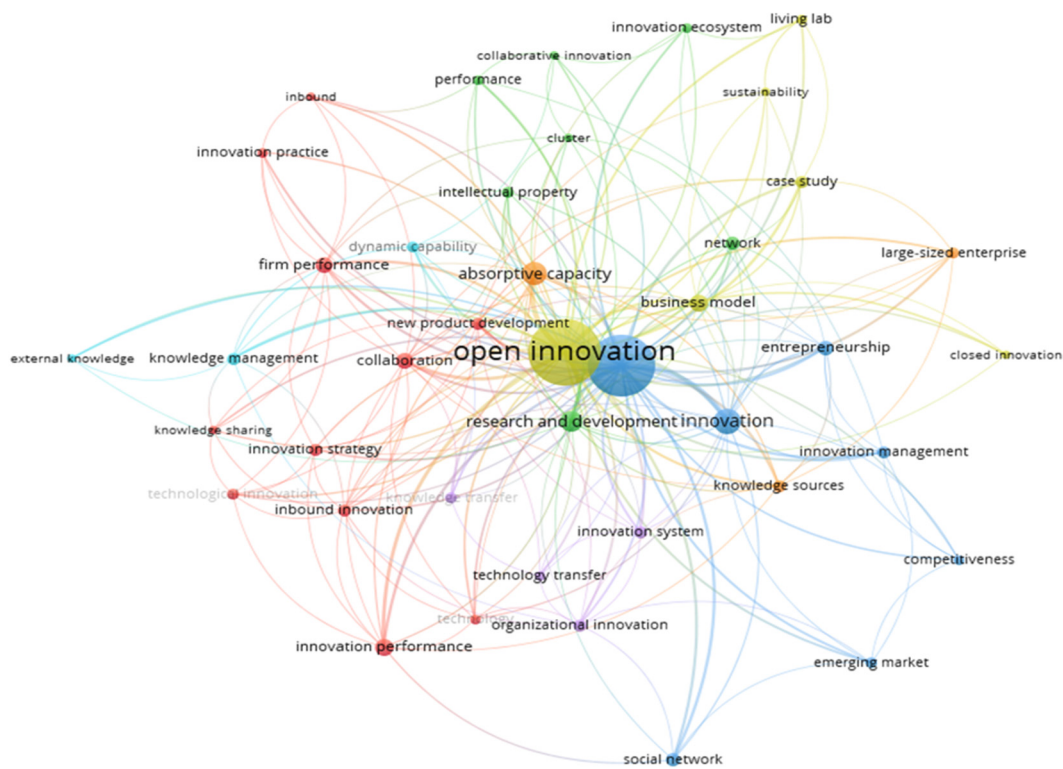 living lab
innovation ecosystem
collaborative innovation
performance
sustainability
inbound
cluster
innovation practice
case study
intellectual property
network
dynamic capability
large-sized enterprise
firm performance
absorptive capacity
business model
new product development
open innovation
entrepreneurship
closed innovation
external knowledge
knowledge management
collaboration
research and development
innovation
knowledge sharing
innovation strategy
innovation management
knowledge sources
technological innovation
knowledge transfer
inbound innovation
innovation system
competitiveness
technology transfer
technology
organizational innovation
innovation performance
emerging market
social network